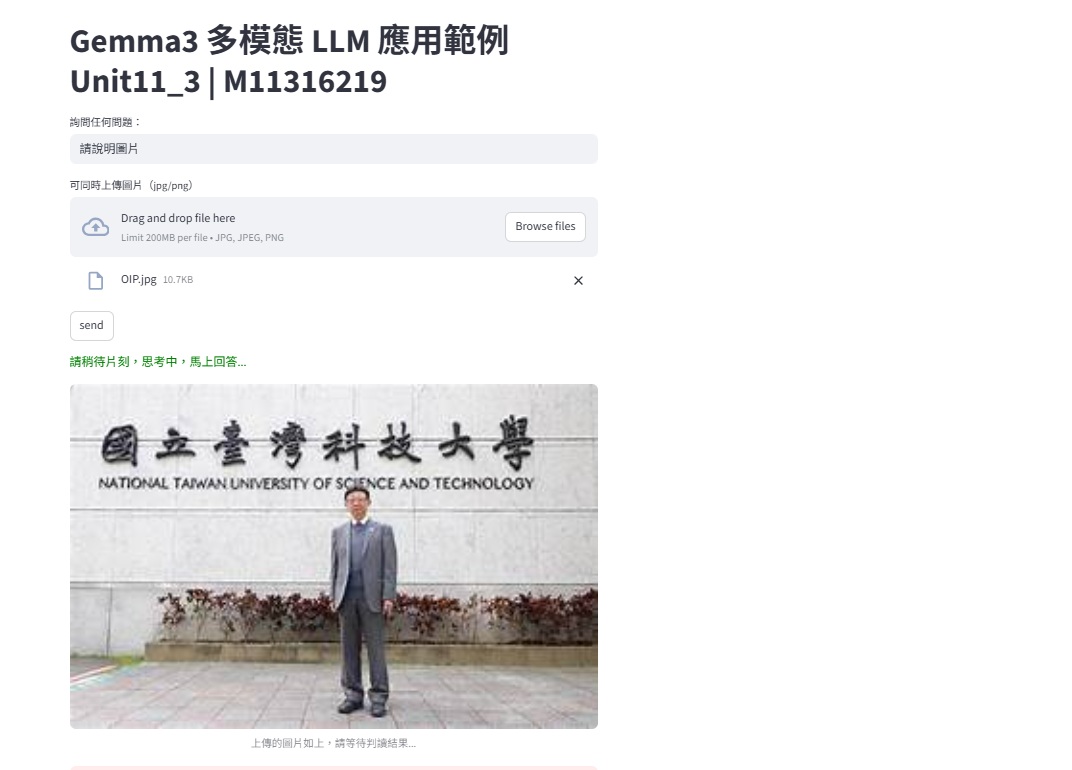 Gemma3 多模態 LLM 應用範例
Unit11_3 | M11316219
詢問任何問題：
請說明圖片
可同時上傳圖片（jpg/png）
Drag and drop file here
Limit 200MB per file • JPG, JPEG, PNG
Browse files
OIP.jpg 10.7KB
send
請稍待片刻，思考中，馬上回答...
國立臺灣科技大學
NATIONAL TAIWAN UNIVERSITY OF SCIENCE AND TECHNOLOGY
上傳的圖片如上，請等待判讀結果...